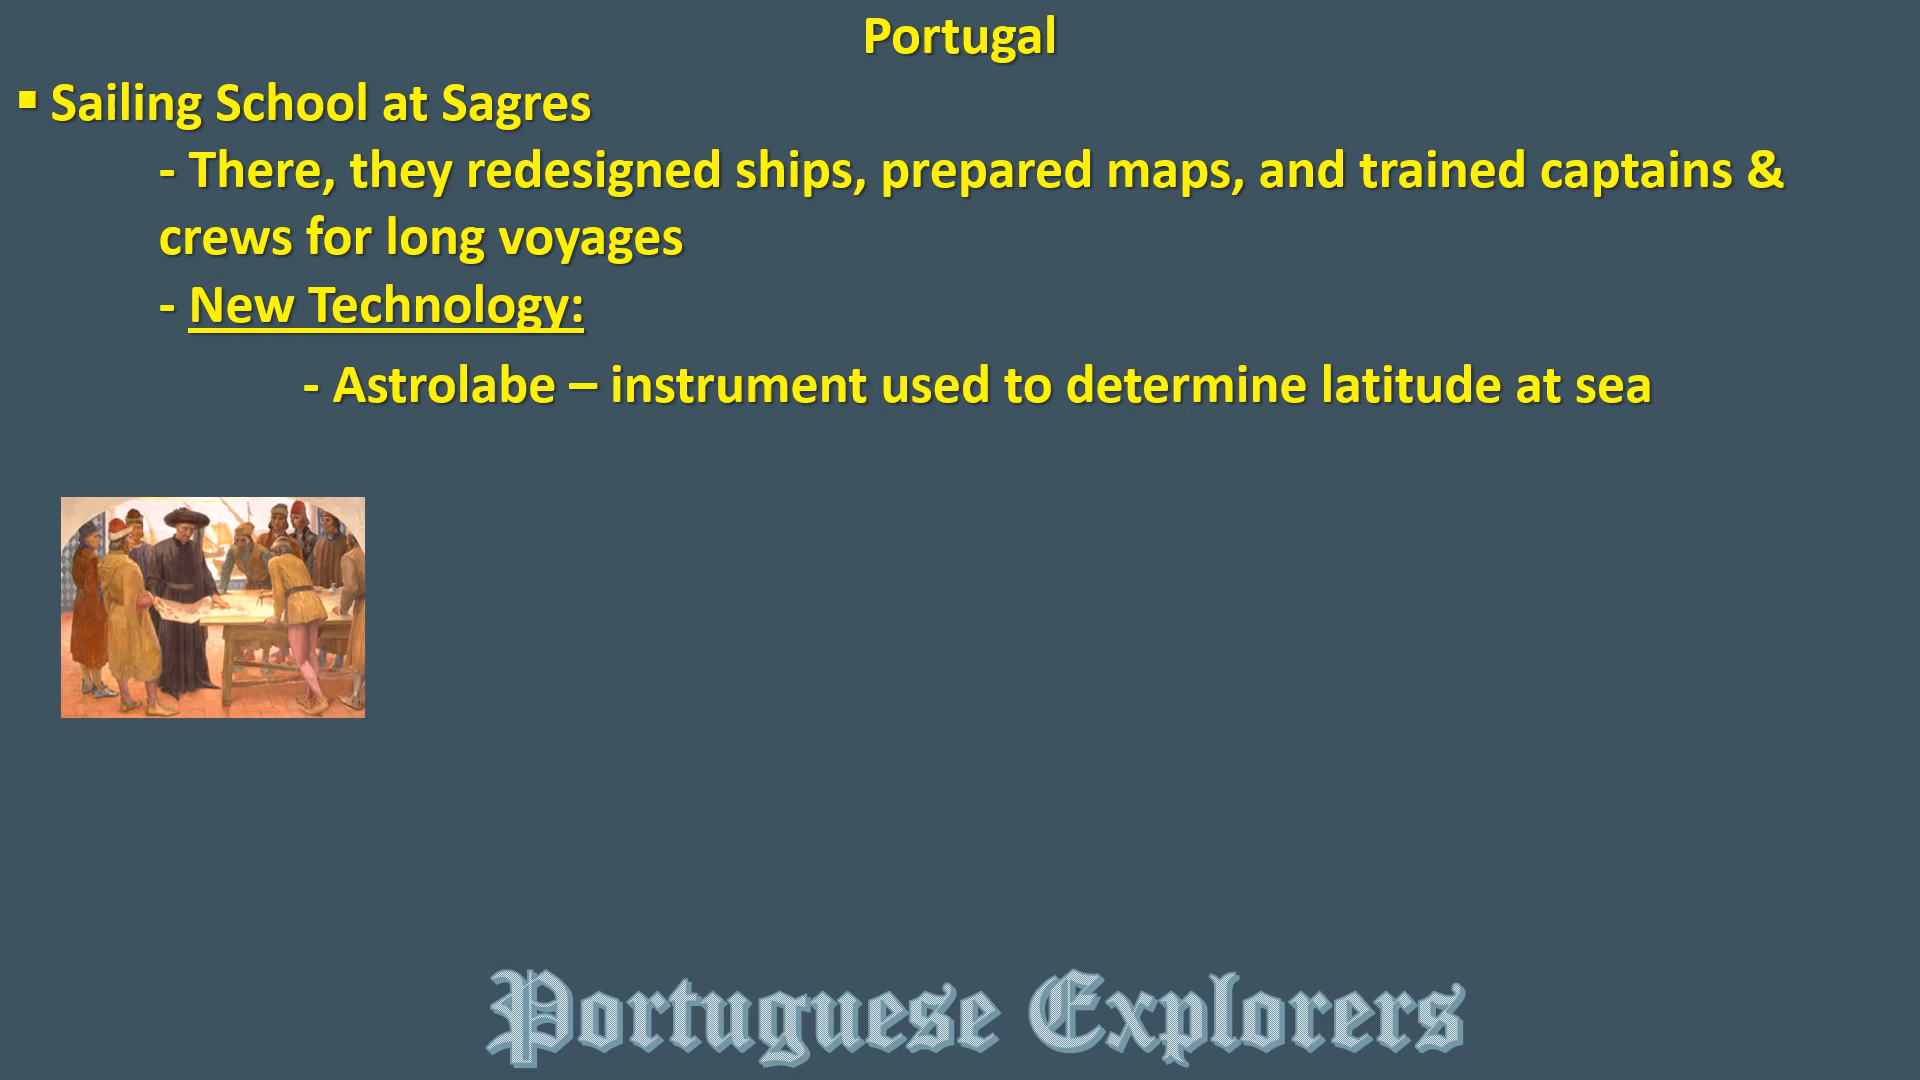 Portugal
▪ Sailing School at Sagres
- There, they redesigned ships, prepared maps, and trained captains &
crews for long voyages
- New Technology:
- Astrolabe – instrument used to determine latitude at sea
Portuguese Explorers